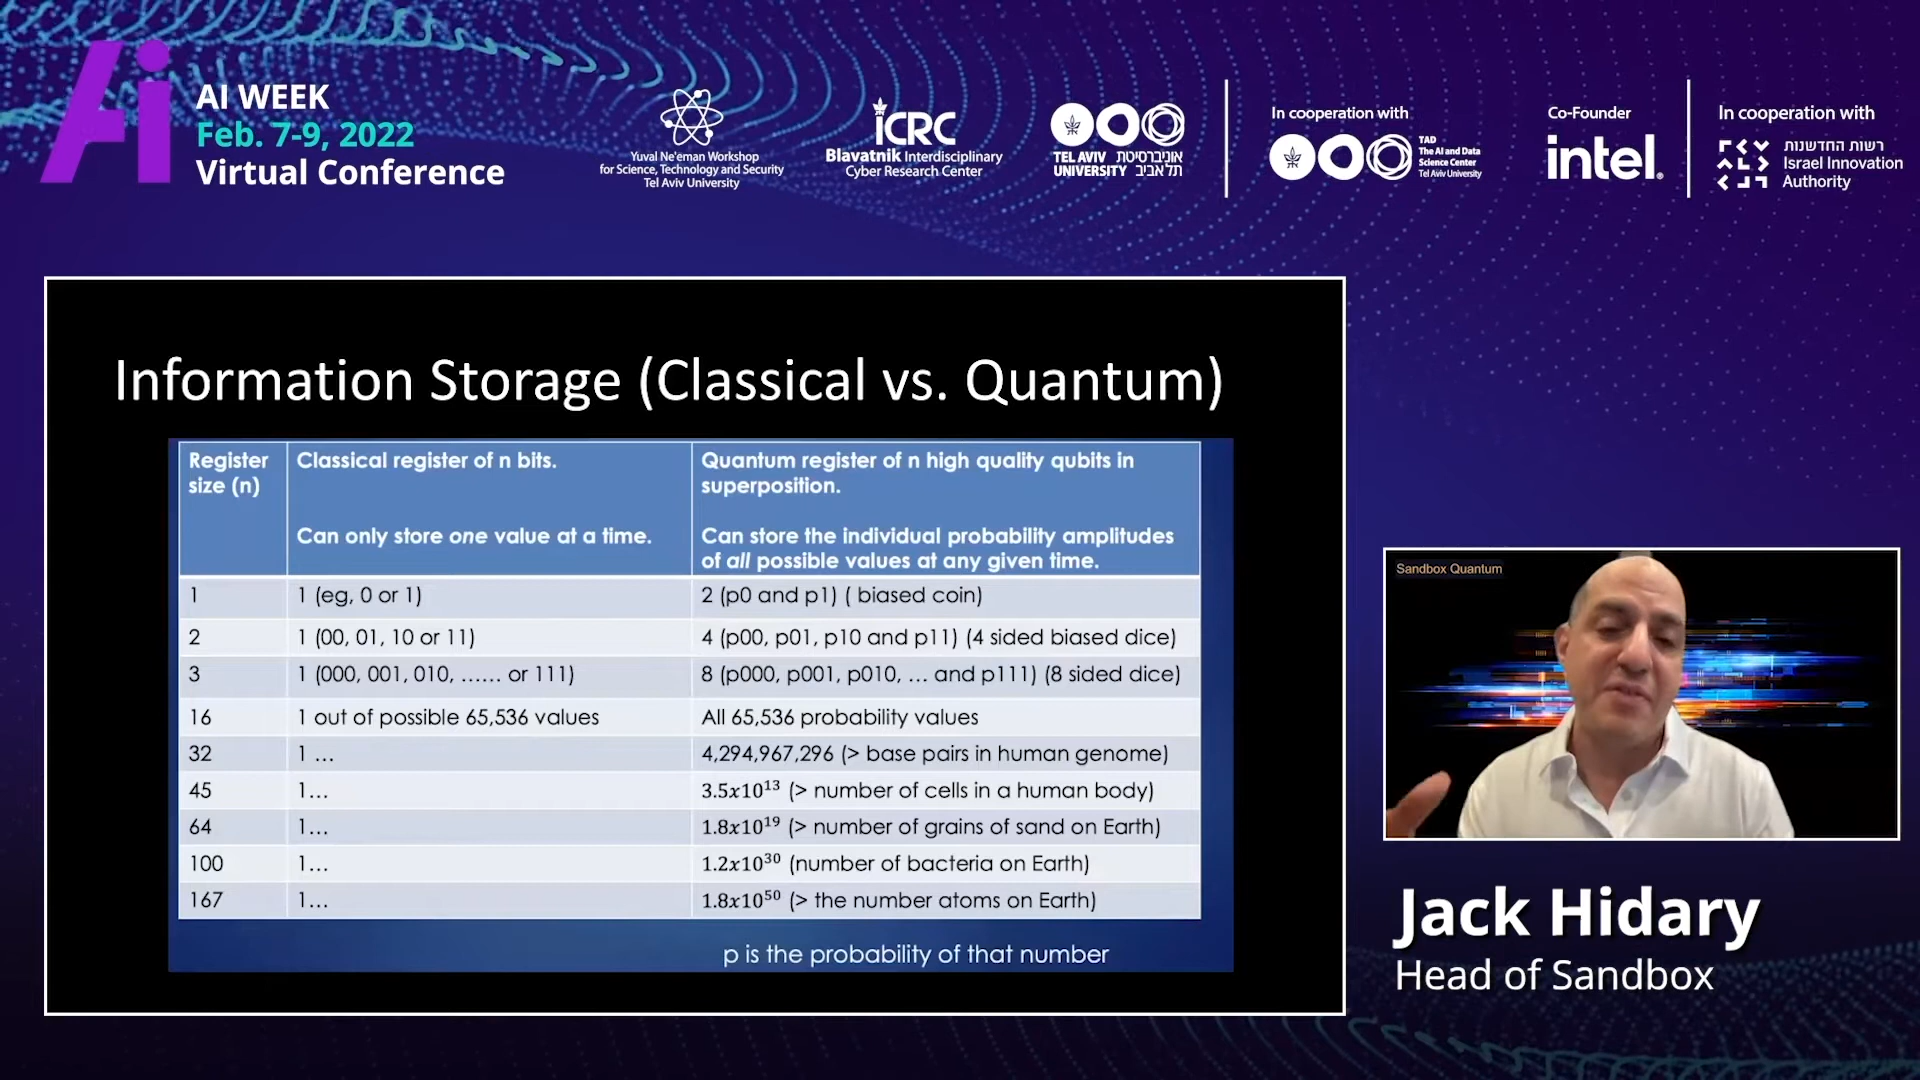 Ai
AI WEEK
Feb. 7-9, 2022
Virtual Conference
Yuval Ne'eman Workshop
for Science, Technology and Security
Tel Aviv University
iCRC
Blavatnik Interdisciplinary
Cyber Research Center
TEL AVIV אוניברסיטת
UNIVERSITY תל אביב
In cooperation with
TAD
The AI and Data
Science Center
Tel Aviv University
Co-Founder
intel.
In cooperation with
רשות החדשנות
Israel Innovation
Authority
Information Storage (Classical vs. Quantum)
Register size (n)
Classical register of n bits.
Can only store one value at a time.
Quantum register of n high quality qubits in
superposition.
Can store the individual probability amplitudes
of all possible values at any given time.
1 1 (eg, 0 or 1) 2 (p0 and p1) ( biased coin)
2 1 (00, 01, 10 or 11) 4 (p00, p01, p10 and p11) (4 sided biased dice)
3 1 (000, 001, 010, ...... or 111) 8 (p000, p001, p010, ... and p111) (8 sided dice)
16 1 out of possible 65,536 values All 65,536 probability values
32 1 ... 4,294,967,296 (> base pairs in human genome)
45 1... 3.5x10¹³ (> number of cells in a human body)
64 1... 1.8x10¹⁹ (> number of grains of sand on Earth)
100 1... 1.2x10³⁰ (number of bacteria on Earth)
167 1... 1.8x10⁵⁰ (> the number atoms on Earth)
p is the probability of that number
Sandbox Quantum
Jack Hidary
Head of Sandbox